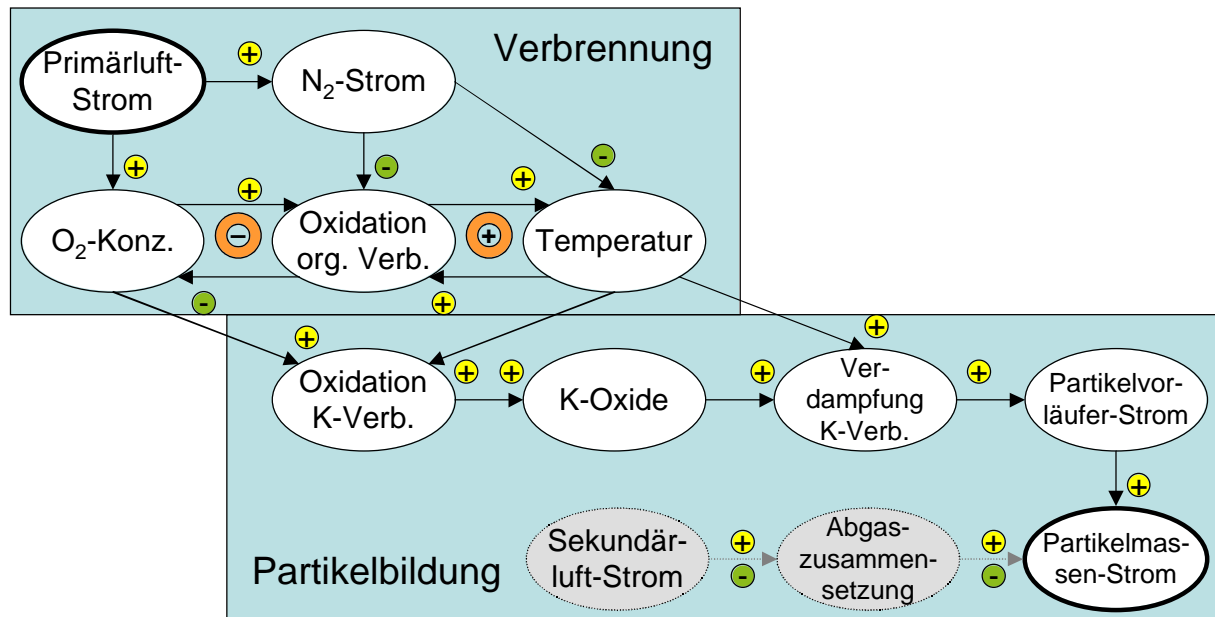 Verbrennung
Primärluft-
Strom
+
N₂-Strom
+
-
-
O₂-Konz.
+
−
Oxidation
org. Verb.
+
+
Temperatur
-
+
+
+
Oxidation
K-Verb.
+
+
K-Oxide
+
Ver-
dampfung
K-Verb.
+
Partikelvor-
läufer-Strom
+
Partikelbildung
Sekundär-
luft-Strom
+
-
Abgas-
zusammen-
setzung
+
-
Partikelmas-
sen-Strom